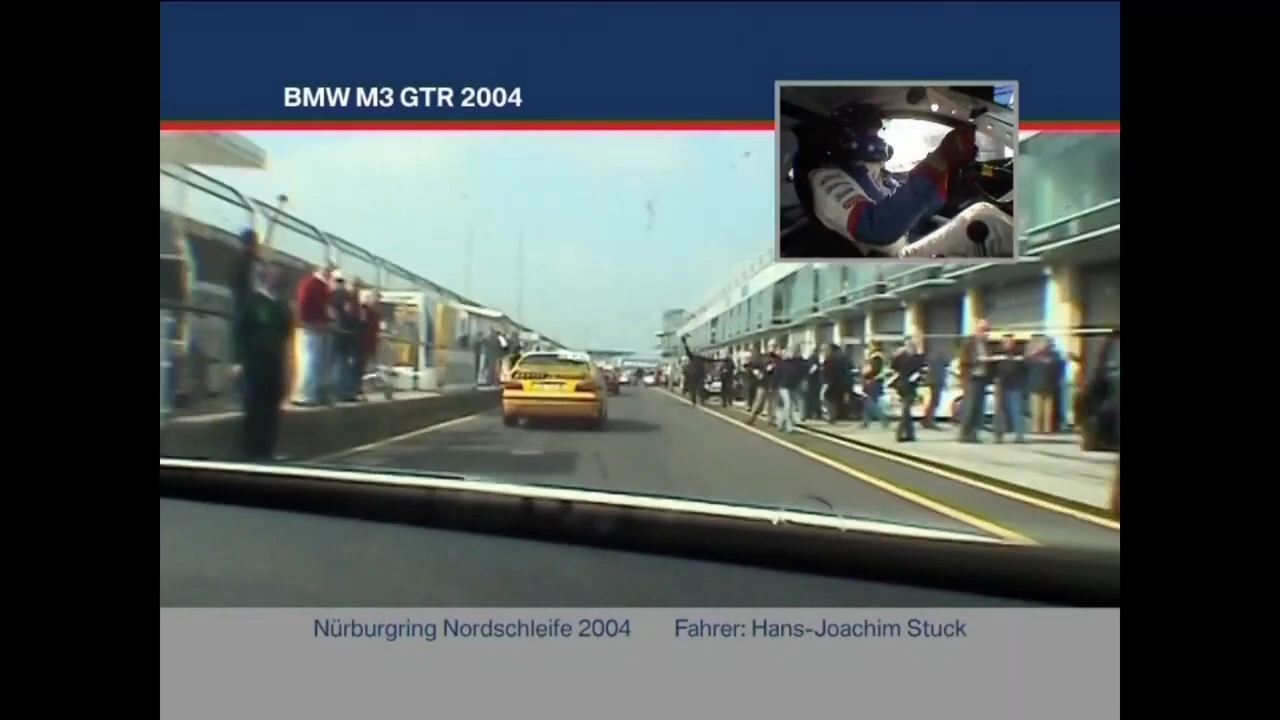 BMW M3 GTR 2004
Nürburgring Nordschleife 2004 Fahrer: Hans-Joachim Stuck